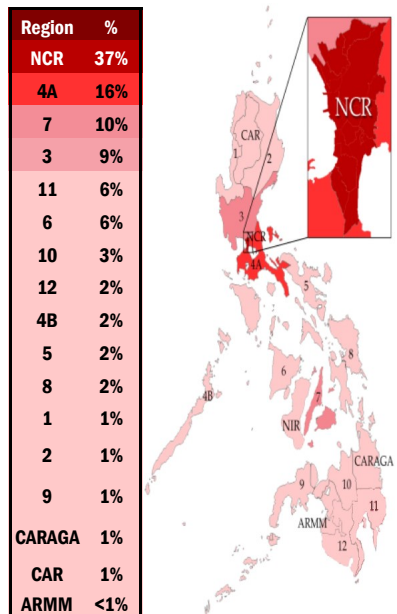 Region %
NCR 37%
4A 16%
7 10%
3 9%
11 6%
6 6%
10 3%
12 2%
4B 2%
5 2%
8 2%
1 1%
2 1%
9 1%
CARAGA 1%
CAR 1%
ARMM <1%
NCR
CAR
1
2
3
NCR
4A
5
6
8
4B
7
NIR
CARAGA
9
10
11
ARMM
12